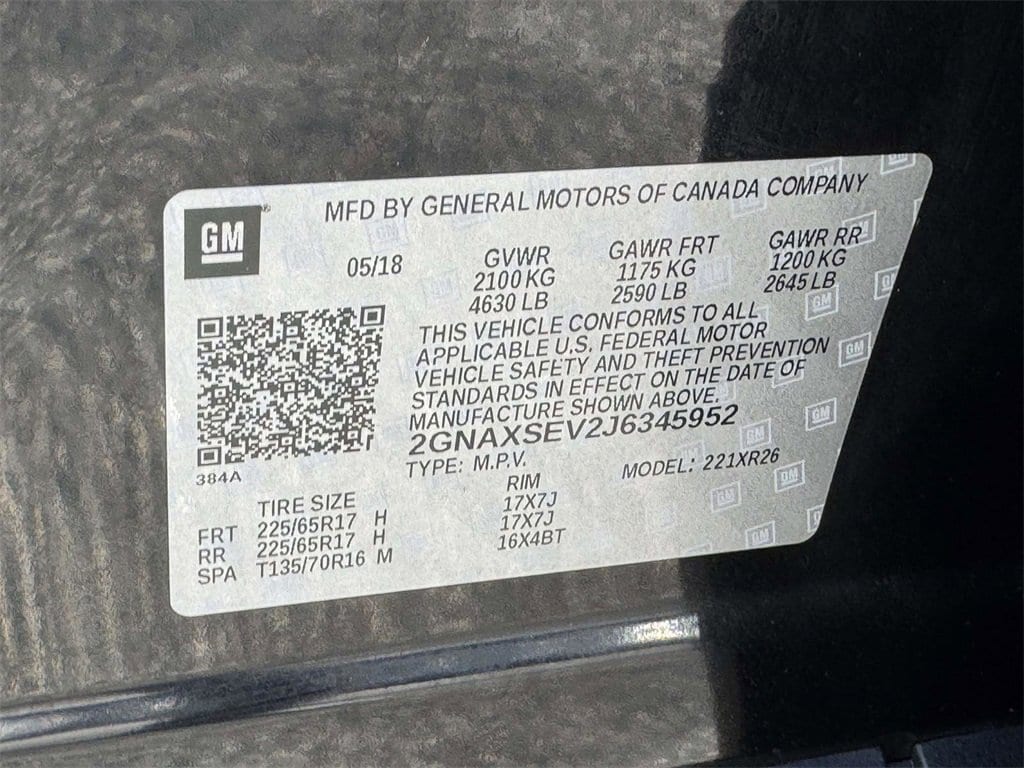 GM
MFD BY GENERAL MOTORS OF CANADA COMPANY
05/18
GVWR GAWR FRT GAWR RR
2100 KG 1175 KG 1200 KG
4630 LB 2590 LB 2645 LB
THIS VEHICLE CONFORMS TO ALL
APPLICABLE U.S. FEDERAL MOTOR
VEHICLE SAFETY AND THEFT PREVENTION
STANDARDS IN EFFECT ON THE DATE OF
MANUFACTURE SHOWN ABOVE.
2GNAXSEV2J6345952
TYPE: M.P.V. MODEL: 221XR26
384A
TIRE SIZE RIM
FRT 225/65R17 H 17X7J
RR 225/65R17 H 17X7J
SPA T135/70R16 M 16X4BT